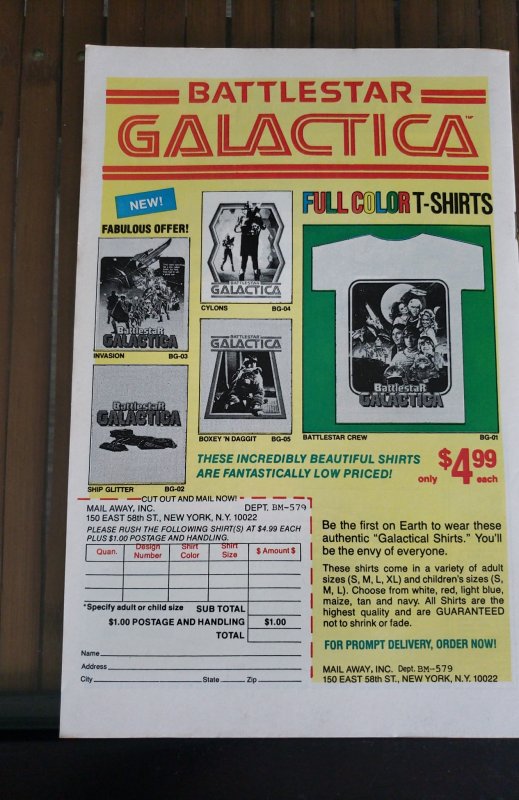 BATTLESTAR
GALACTICA™
NEW!
FABULOUS OFFER!
FULL COLOR T-SHIRTS
BATTLESTAR
GALACTICA
CYLONS BG-04
Battlestar
GALACTICA
INVASION BG-03
BATTLESTAR
GALACTICA
BOXEY 'N DAGGIT BG-05
Battlestar
GALACTICA
SHIP GLITTER BG-02
Battlestar
GALACTICA
BATTLESTAR CREW BG-01
THESE INCREDIBLY BEAUTIFUL SHIRTS
ARE FANTASTICALLY LOW PRICED!
only $4.99 each
CUT OUT AND MAIL NOW!
MAIL AWAY, INC. DEPT. BM-579
150 EAST 58th ST., NEW YORK, N.Y. 10022
PLEASE RUSH THE FOLLOWING SHIRT(S) AT $4.99 EACH
PLUS $1.00 POSTAGE AND HANDLING.
Quan. Design Number Shirt Color Shirt Size $ Amount $
*Specify adult or child size SUB TOTAL
$1.00 POSTAGE AND HANDLING $1.00
TOTAL
Name
Address
City State Zip
Be the first on Earth to wear these
authentic "Galactical Shirts." You'll
be the envy of everyone.
These shirts come in a variety of adult
sizes (S, M, L, XL) and children's sizes (S,
M, L). Choose from white, red, light blue,
maize, tan and navy. All Shirts are the
highest quality and are GUARANTEED
not to shrink or fade.
FOR PROMPT DELIVERY, ORDER NOW!
MAIL AWAY, INC. Dept. BM-579
150 EAST 58th ST., NEW YORK, N.Y. 10022